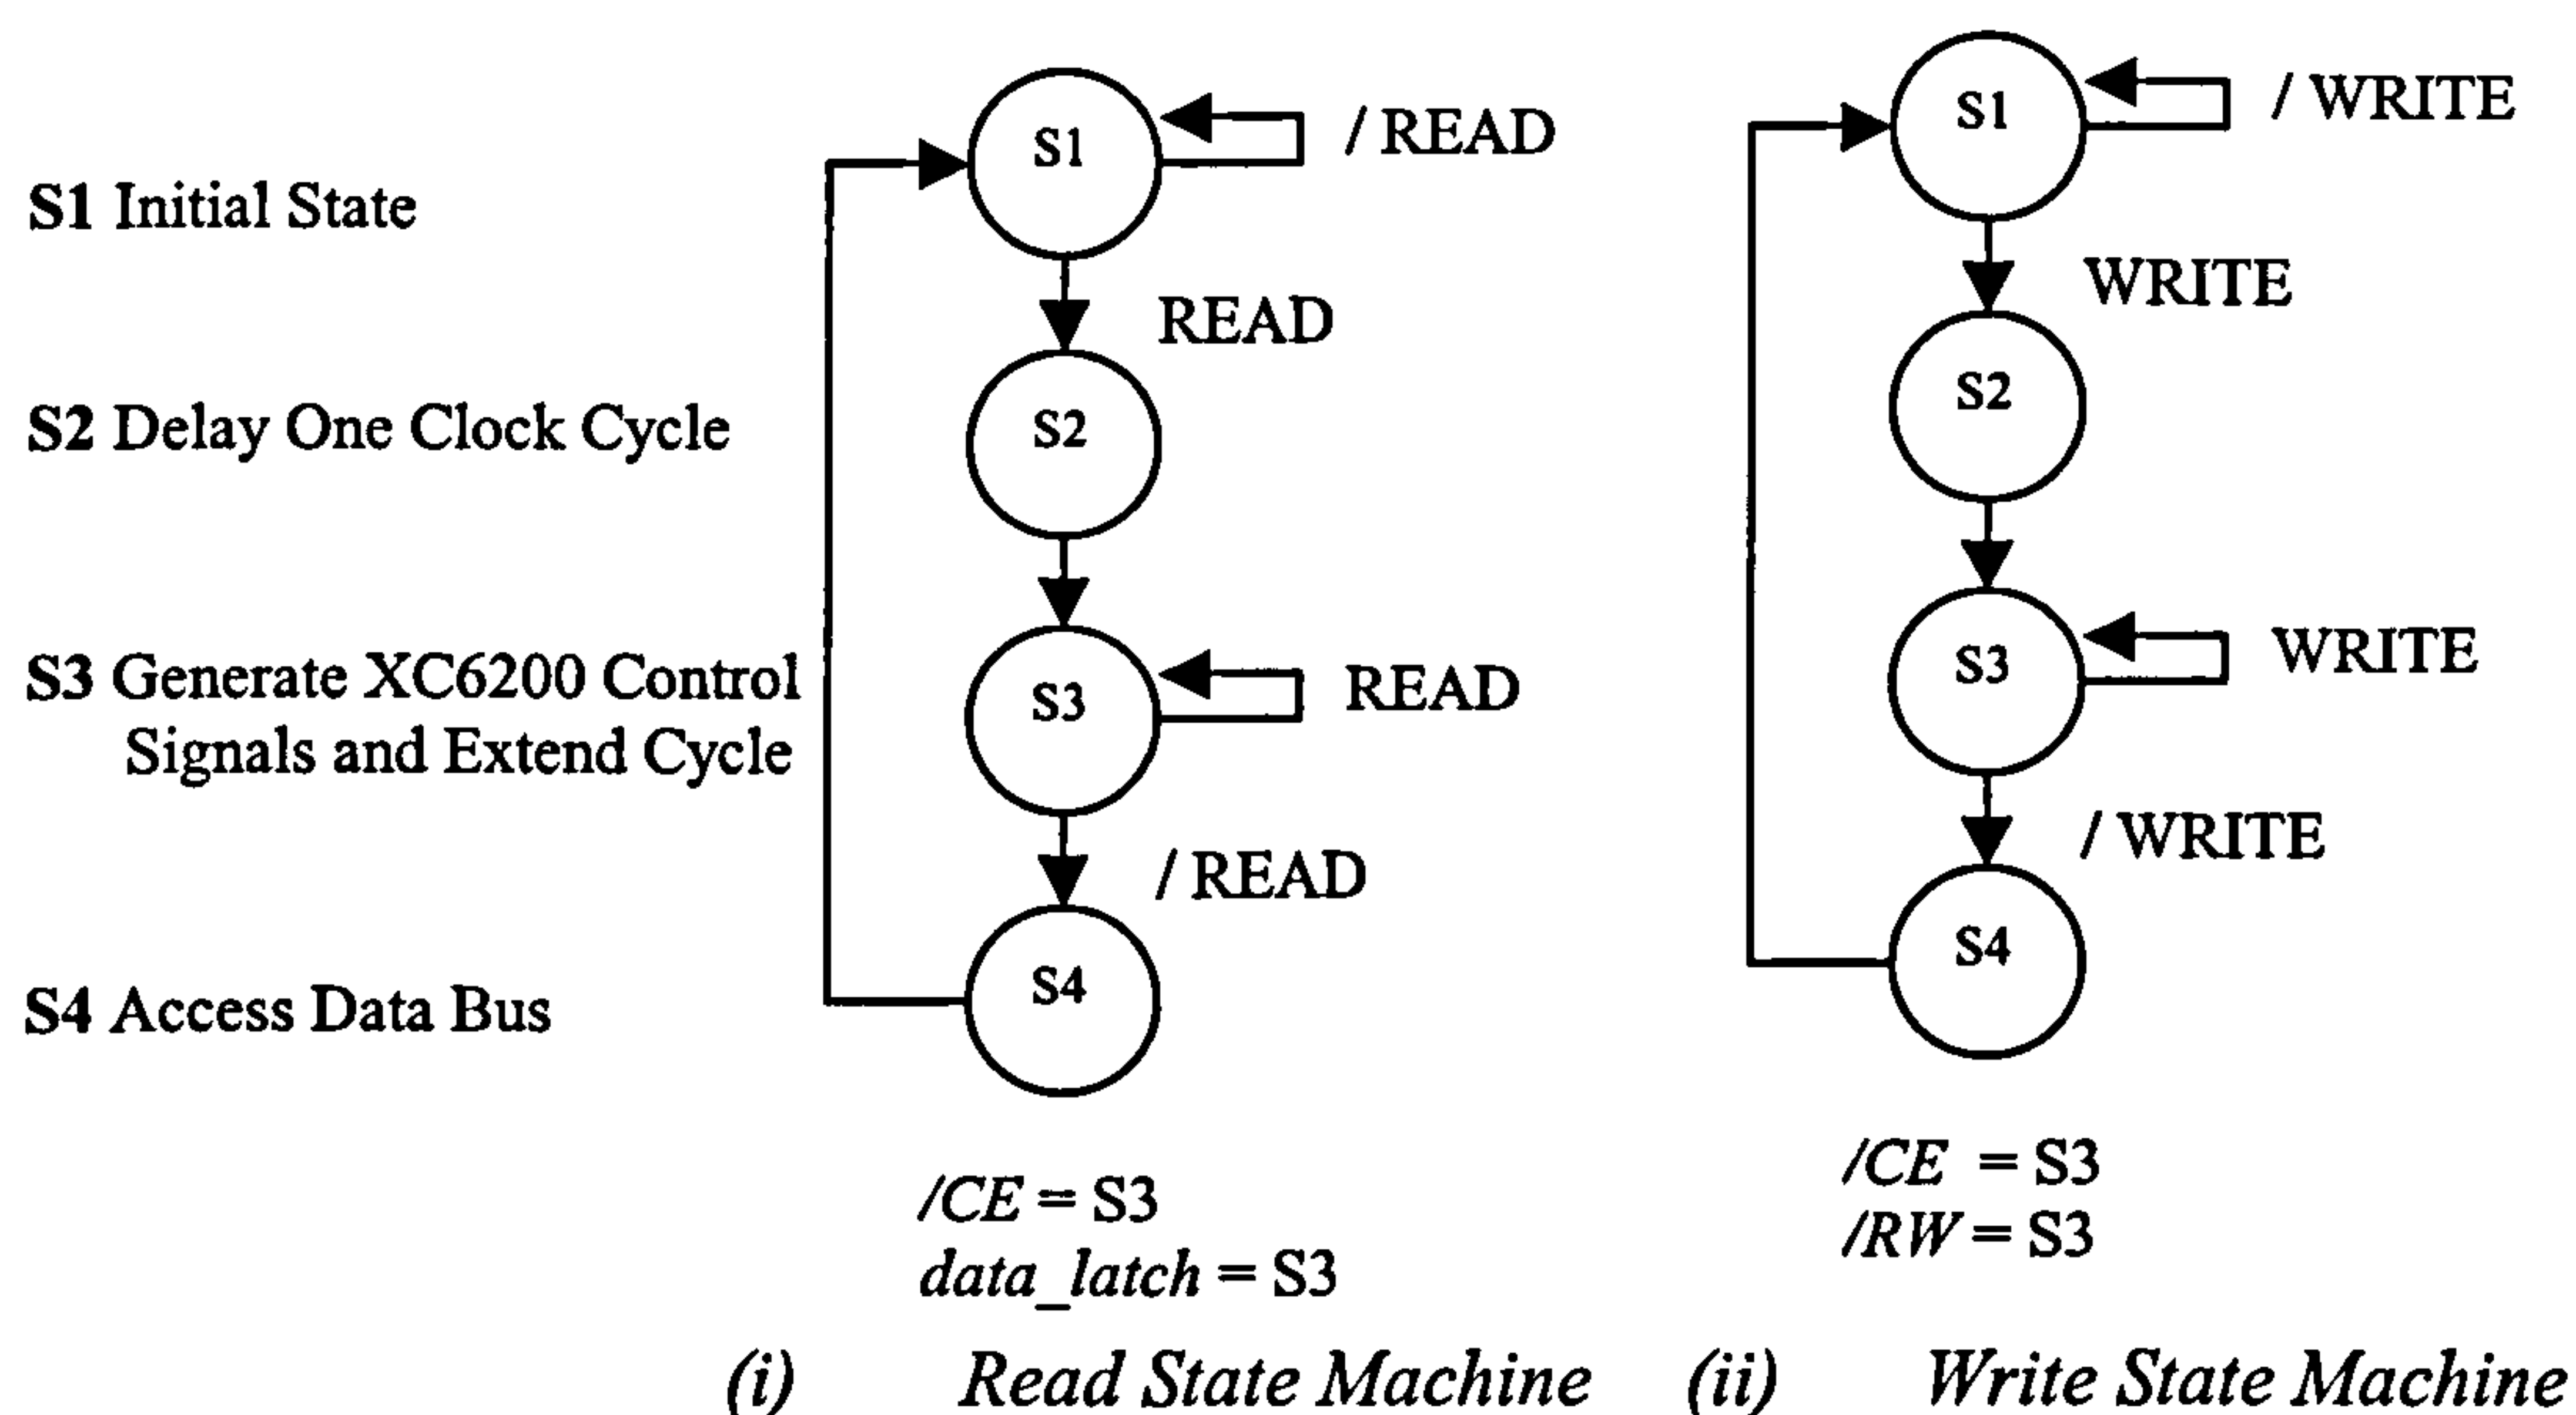 S1 Initial State
S2 Delay One Clock Cycle
S3 Generate XC6200 Control
Signals and Extend Cycle
S4 Access Data Bus
S1
/ READ
READ
S2
S3
READ
/ READ
S4
/CE = S3
data_latch = S3
(i) Read State Machine
S1
/ WRITE
WRITE
S2
S3
WRITE
/ WRITE
S4
/CE = S3
/RW = S3
(ii) Write State Machine